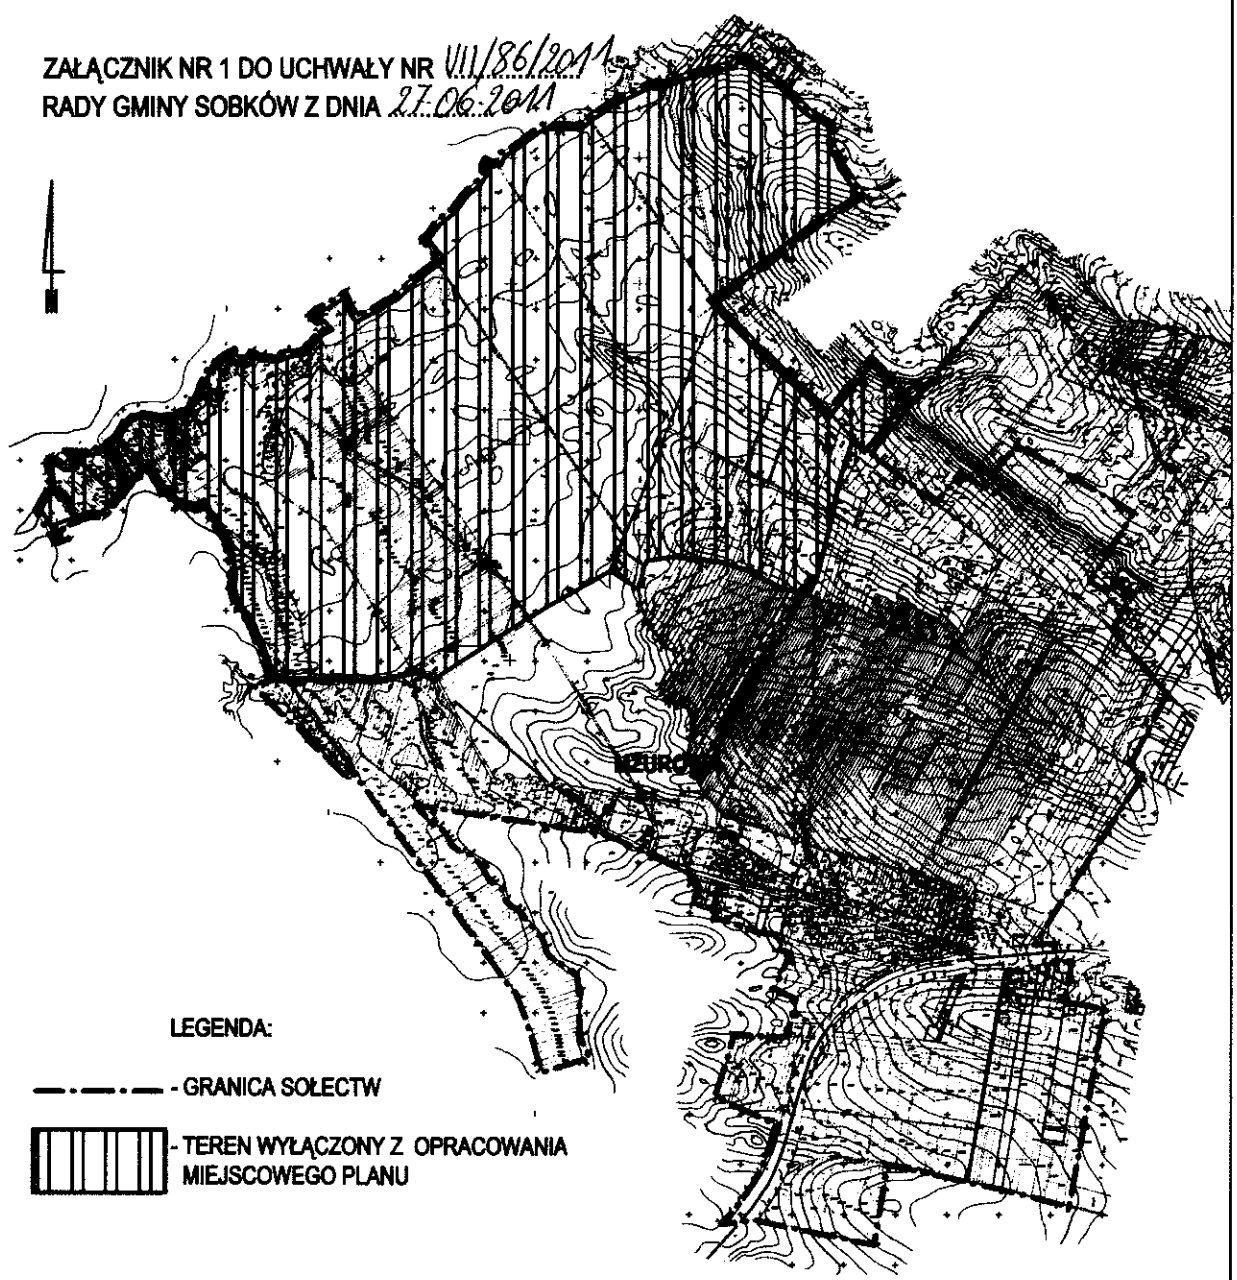 ZAŁĄCZNIK NR 1 DO UCHWAŁY NR VII/86/2011
RADY GMINY SOBKÓW Z DNIA 27.06.2011
LEGENDA:
- GRANICA SOŁECTW
- TEREN WYŁĄCZONY Z OPRACOWANIA
MIEJSCOWEGO PLANU